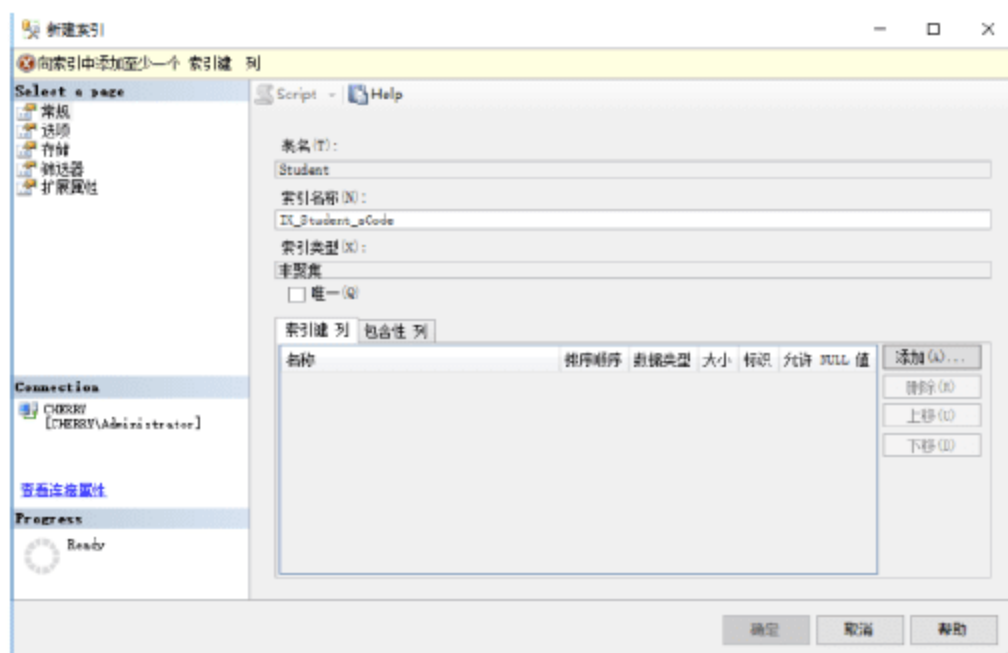 新建索引
向索引中添加至少一个 索引键 列
Select a page
常规
选项
存储
筛选器
扩展属性
Script Help
表名(T):
Student
索引名称(N):
IX_Student_sCode
索引类型(X):
非聚集
唯一(Q)
索引键 列 包含性 列
名称 排序顺序 数据类型 大小 标识 允许 NULL 值
添加(A)...
删除(R)
上移(U)
下移(D)
Connection
CHERRY
[CHERRY\Administrator]
查看连接属性
Progress
Ready
确定 取消 帮助